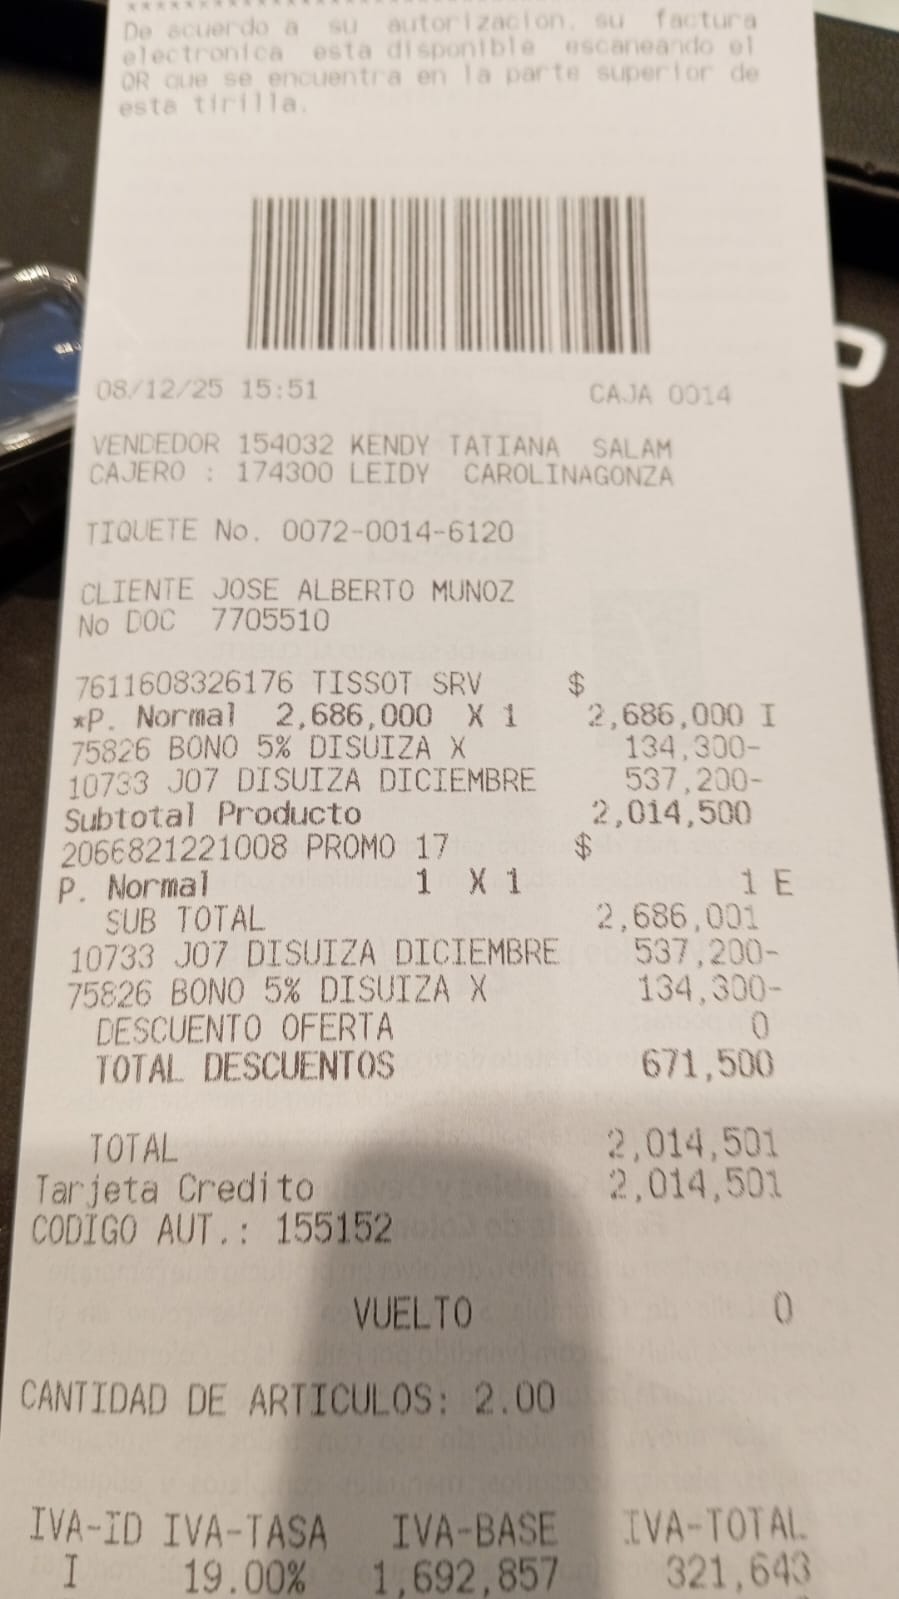 De acuerdo a su autorizacion, su factura
electronica esta disponible escaneando el
QR que se encuentra en la parte superior de
esta tirilla.
08/12/25 15:51 CAJA 0014
VENDEDOR 154032 KENDY TATIANA SALAM
CAJERO : 174300 LEIDY CAROLINAGONZA
TIQUETE No. 0072-0014-6120
CLIENTE JOSE ALBERTO MUNOZ
No DOC 7705510
7611608326176 TISSOT SRV $
*P. Normal 2,686,000 X 1 2,686,000 I
75826 BONO 5% DISUIZA X 134,300-
10733 J07 DISUIZA DICIEMBRE 537,200-
Subtotal Producto 2,014,500
2066821221008 PROMO 17 $
P. Normal 1 X 1 1 E
SUB TOTAL 2,686,001
10733 J07 DISUIZA DICIEMBRE 537,200-
75826 BONO 5% DISUIZA X 134,300-
DESCUENTO OFERTA 0
TOTAL DESCUENTOS 671,500
TOTAL 2,014,501
Tarjeta Credito 2,014,501
CODIGO AUT.: 155152
VUELTO 0
CANTIDAD DE ARTICULOS: 2.00
IVA-ID IVA-TASA IVA-BASE IVA-TOTAL
I 19.00% 1,692,857 321,643